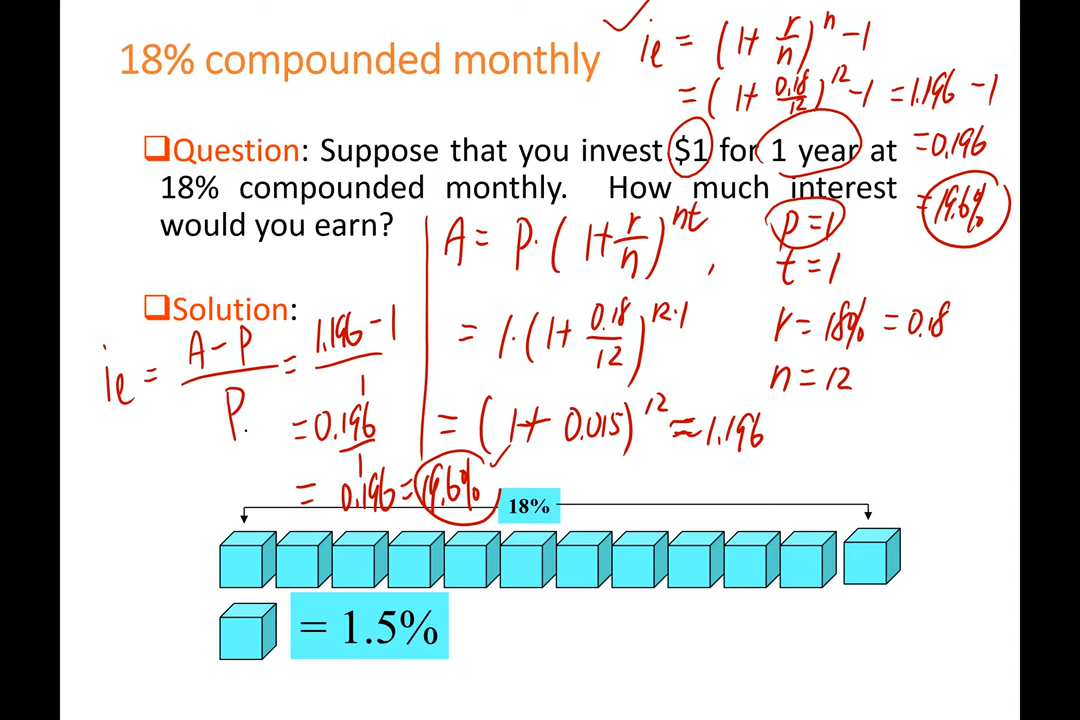 18% compounded monthly
✓ ie = (1 + r/n)^n − 1
= (1 + 0.18/12)^12 − 1 = 1.196 − 1
= 0.196
= 19.6%
❑Question: Suppose that you invest $1 for 1 year at
18% compounded monthly. How much interest
would you earn?
A = P·(1 + r/n)^nt ,
= 1·(1 + 0.18/12)^12·1
= (1 + 0.015)^12 ≈ 1.196
P = 1
t = 1
r = 18% = 0.18
n = 12
❑Solution:
ie = A − P / P. = 1.196 − 1 / 1
= 0.196 / 1
= 0.196 = 19.6% ✓
18%
= 1.5%